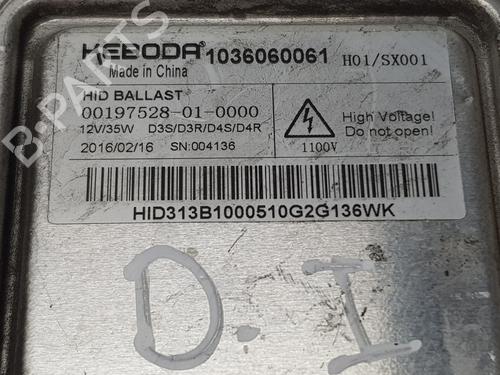 KEBODA 1036060061 H01/SX001
Made in China
HID BALLAST
00197528-01-0000
12V/35W D3S/D3R/D4S/D4R
2016/02/16 SN:004136
1100V
High Voltage!
Do not open!
HID313B1000510G2G136WK
D I
B-PARTS